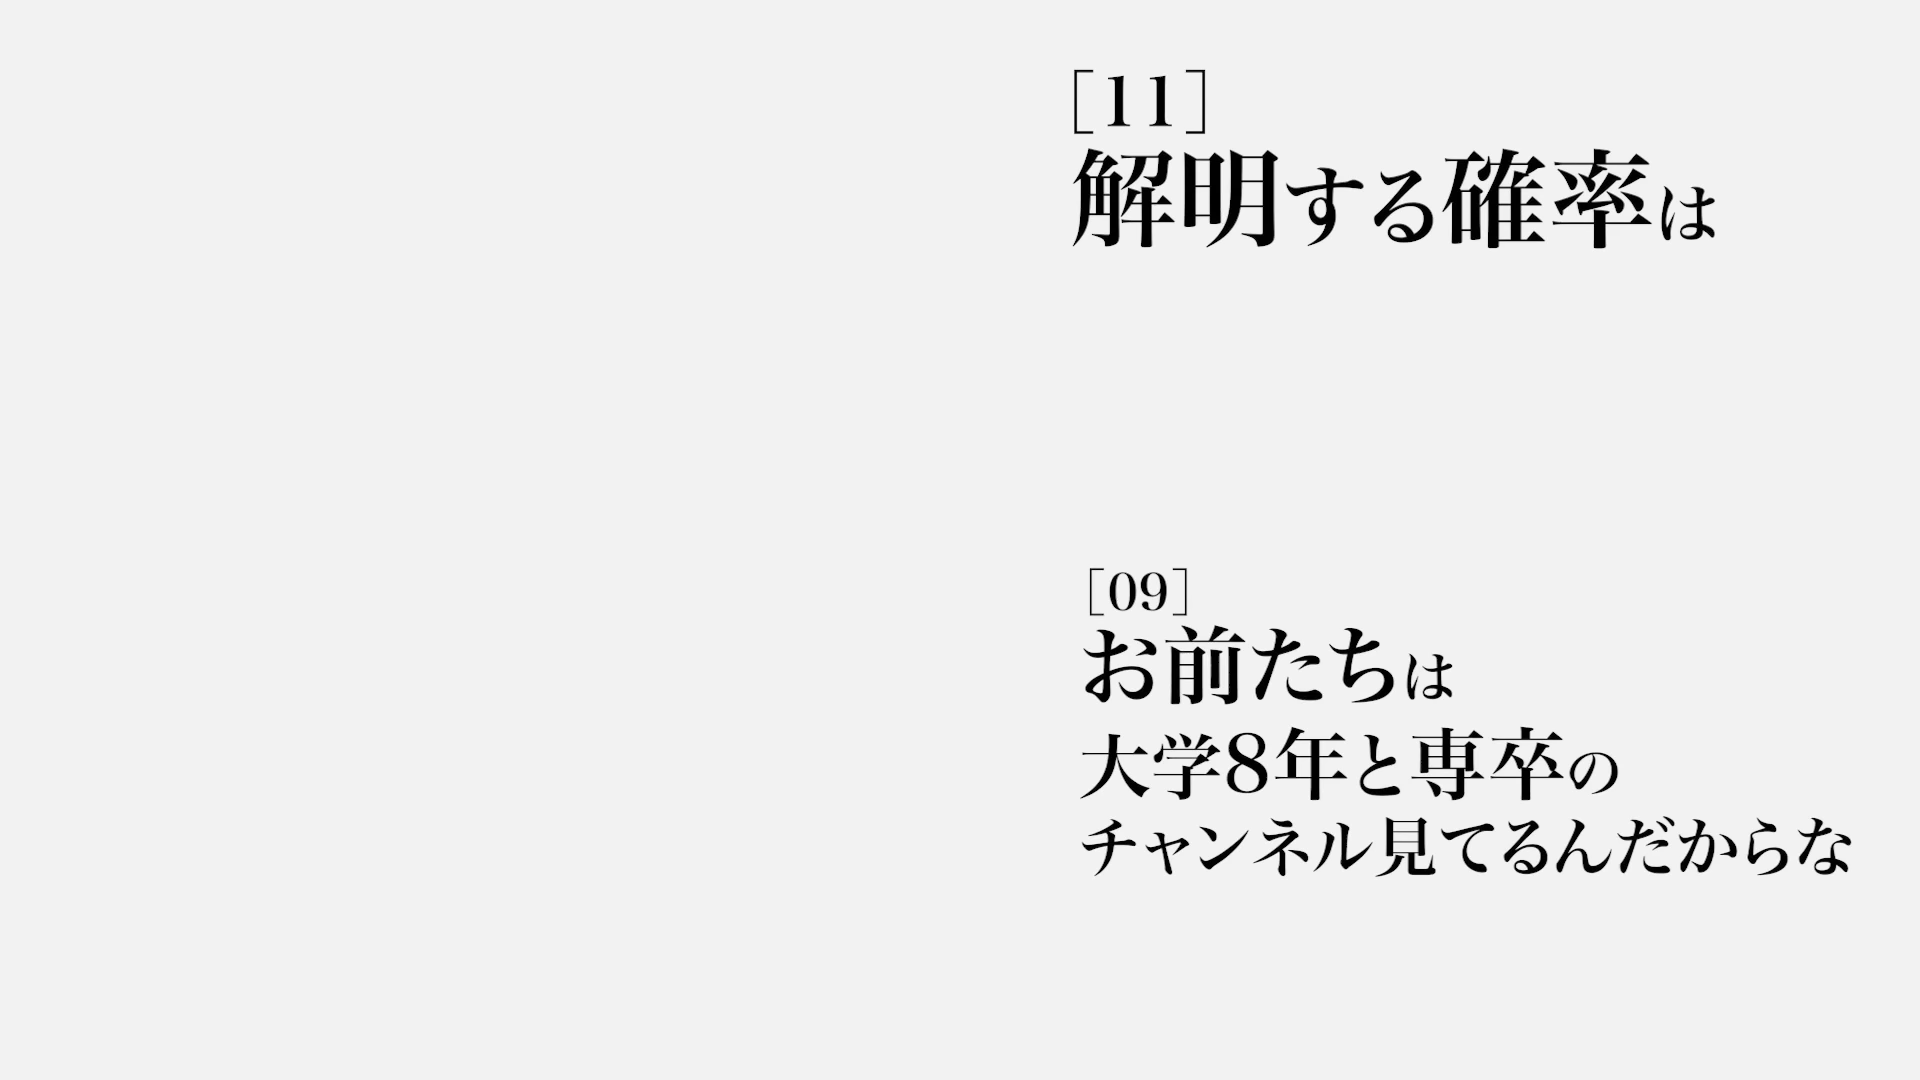 [11]
解明する確率は
[09]
お前たちは
大学8年と専卒の
チャンネル見てるんだからな